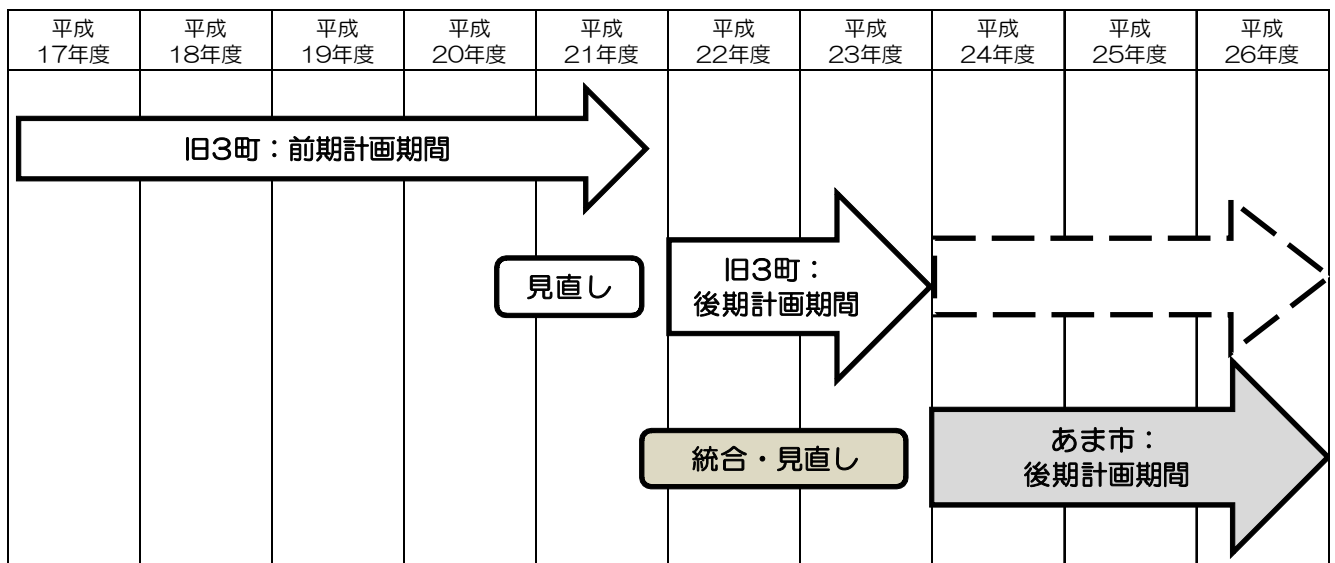 平成
17年度
平成
18年度
平成
19年度
平成
20年度
平成
21年度
平成
22年度
平成
23年度
平成
24年度
平成
25年度
平成
26年度
旧3町：前期計画期間
見直し
旧3町：
後期計画期間
統合・見直し
あま市：
後期計画期間